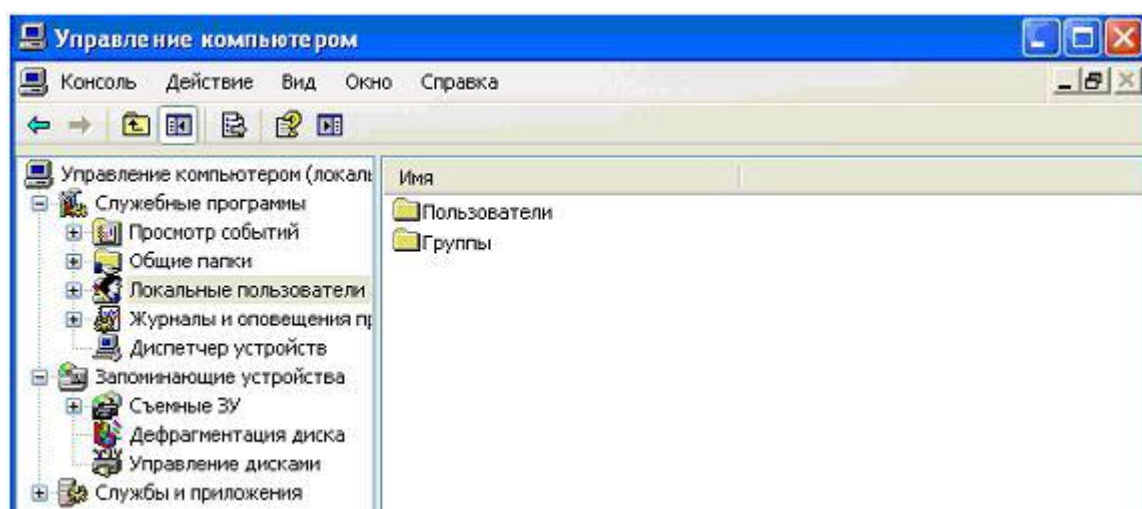 Управление компьютером
Консоль Действие Вид Окно Справка
Управление компьютером (локаль
Служебные программы
Просмотр событий
Общие папки
Локальные пользователи
Журналы и оповещения пр
Диспетчер устройств
Запоминающие устройства
Съемные ЗУ
Дефрагментация диска
Управление дисками
Службы и приложения
Имя
Пользователи
Группы